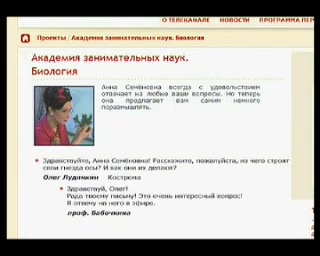 О ТЕЛЕКАНАЛЕ НОВОСТИ ПРОГРАММА ПЕР
Проекты / Академия занимательных наук. Биология
Академия занимательных наук.
Биология
Анна Семёновна всегда с удовольствием
отвечает на любые ваши вопросы. Но теперь
она предлагает вам самим немного
поразмышлять.
Здравствуйте, Анна Семёновна! Расскажите, пожалуйста, из чего строят
свои гнезда осы? И как они их делают?
Олег Лудяжин Кострома
Здравствуй, Олег!
Рада твоему письму! Это очень интересный вопрос!
Я отвечу на него в эфире.
проф. Бабочкина